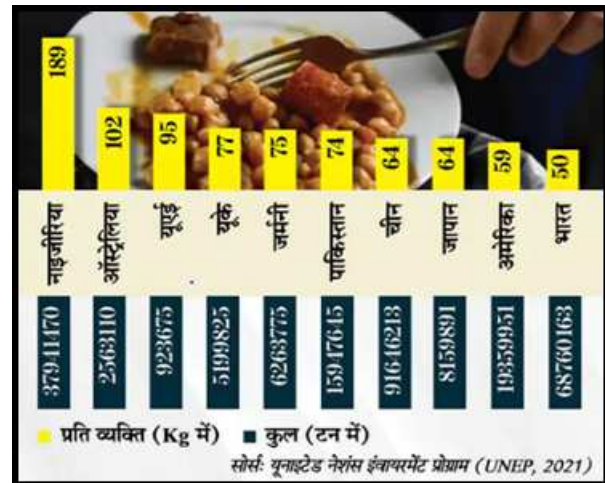 189
102
95
77
75
74
64
64
59
50
नाइजीरिया
ऑस्ट्रेलिया
यूएई
यूके
जर्मनी
पाकिस्तान
चीन
जापान
अमेरिका
भारत
37941470
2563110
923675
5199825
6263775
15947645
91646213
8159891
19359951
68760163
प्रति व्यक्ति (Kg में) कुल (टन में)
सोर्सः यूनाइटेड नेशंस इंवायरमेंट प्रोग्राम (UNEP, 2021)